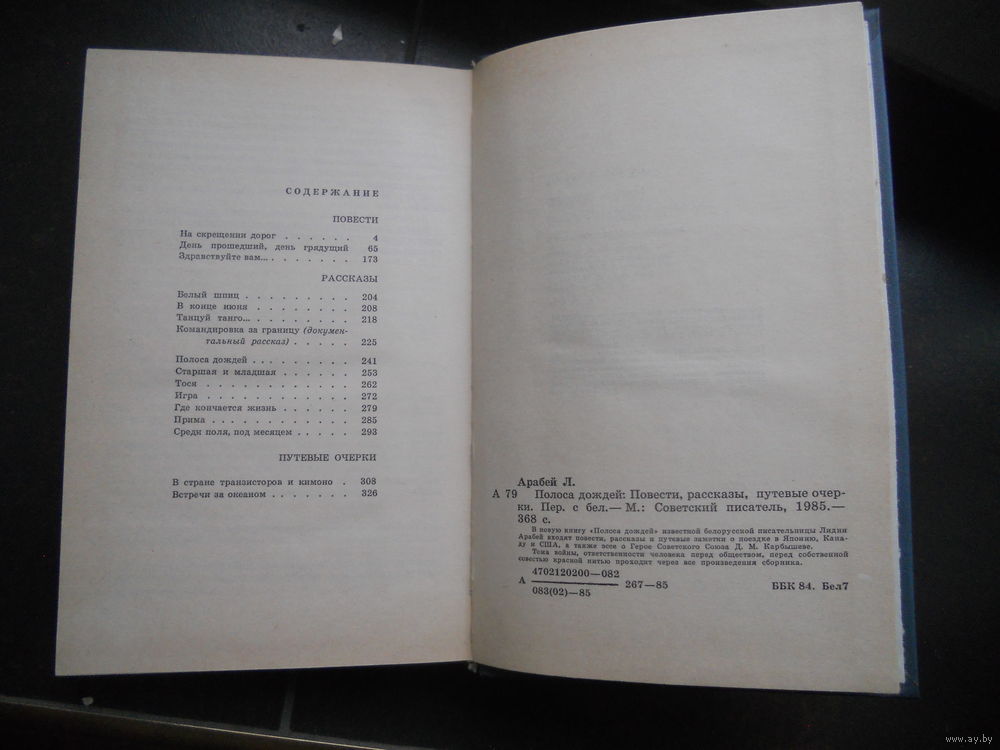 СОДЕРЖАНИЕ
ПОВЕСТИ
На скрещении дорог . . . . . . 4
День прошедший, день грядущий 65
Здравствуйте вам... . . . . . . . 173
РАССКАЗЫ
Белый шпиц . . . . . . . . . 204
В конце июня . . . . . . . . 208
Танцуй танго... . . . . . . . . 218
Командировка за границу (докумен-
тальный рассказ) . . . . . 225
Полоса дождей . . . . . . . . 241
Старшая и младшая . . . . . . 253
Тося . . . . . . . . . . . . 262
Игра . . . . . . . . . . . . 272
Где кончается жизнь . . . . . . 279
Прима . . . . . . . . . . . . 285
Среди поля, под месяцем . . . . . 293
ПУТЕВЫЕ ОЧЕРКИ
В стране транзисторов и кимоно . 308
Встречи за океаном . . . . . . . 326
Арабей Л.
А 79 Полоса дождей: Повести, рассказы, путевые очер-
ки. Пер. с бел.— М.: Советский писатель, 1985.—
368 с.
В новую книгу «Полоса дождей» известной белорусской писательницы Лидии
Арабей входят повести, рассказы и путевые заметки о поездке в Японию, Кана-
ду и США, а также эссе о Герое Советского Союза Д. М. Карбышеве.
Тема войны, ответственности человека перед обществом, перед собственной
совестью красной нитью проходит через все произведения сборника.
4702120200—082
А 267—85 ББК 84. Бел7
083(02)—85
www.ay.by